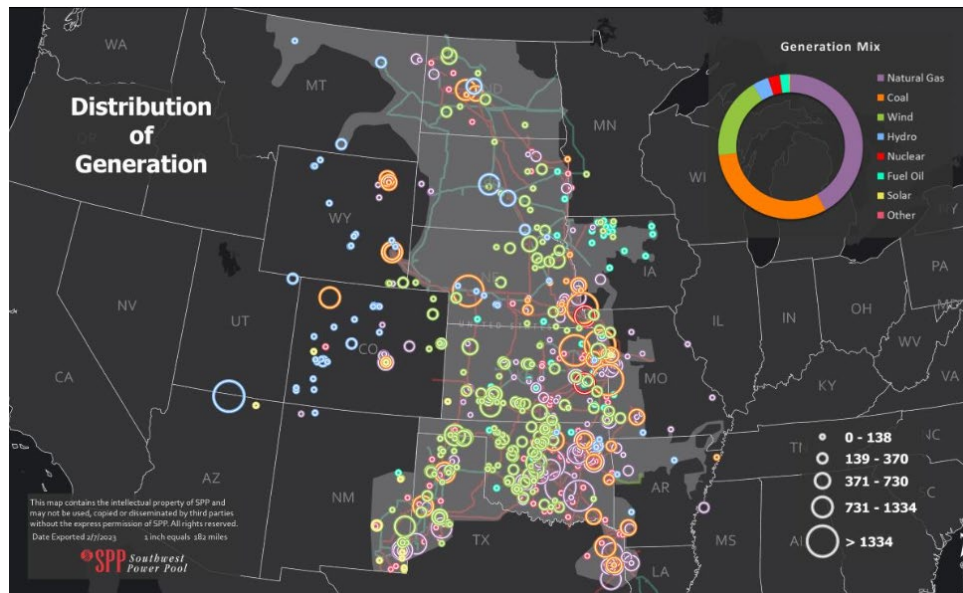 Distribution
of
Generation
Generation Mix
Natural Gas
Coal
Wind
Hydro
Nuclear
Fuel Oil
Solar
Other
WA
MT
ND
MN
WI
WY
IA
NE
PA
NV
UT
CO
UNITED STATES
IL
IN
OH
WV
CA
MO
KY
VA
AZ
NM
AR
NC
TX
MS
LA
0 - 138
139 - 370
371 - 730
731 - 1334
> 1334
This map contains the intellectual property of SPP and
may not be used, copied or disseminated by third parties
without the express permission of SPP. All rights reserved.
Date Exported 2/7/2023 1 inch equals 182 miles
SPP Southwest
Power Pool